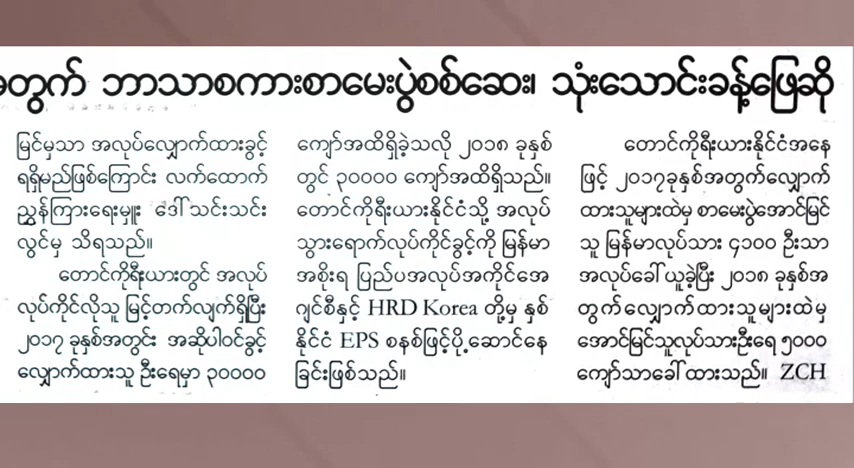 အတွက် ဘာသာစကားစာမေးပွဲစစ်ဆေး၊ သုံးသောင်းခန့်ဖြေဆို
မြင်မှသာ အလုပ်လျှောက်ထားခွင့်
ရရှိမည်ဖြစ်ကြောင်း လက်ထောက်
ညွှန်ကြားရေးမှူး ဒေါ်သင်းသင်း
လွင်မှ သိရသည်။
တောင်ကိုရီးယားတွင် အလုပ်
လုပ်ကိုင်လိုသူ မြင့်တက်လျက်ရှိပြီး
၂၀၁၇ ခုနှစ်အတွင်း အဆိုပါဝင်ခွင့်
လျှောက်ထားသူ ဦးရေမှာ ၃၀၀၀၀
ကျော်အထိရှိခဲ့သလို ၂၀၁၈ ခုနှစ်
တွင် ၃၀၀၀၀ ကျော်အထိရှိသည်။
တောင်ကိုရီးယားနိုင်ငံသို့ အလုပ်
သွားရောက်လုပ်ကိုင်ခွင့်ကို မြန်မာ
အစိုးရ ပြည်ပအလုပ်အကိုင်အေ
ဂျင်စီနှင့် HRD Korea တို့မှ နှစ်
နိုင်ငံ EPS စနစ်ဖြင့်ပို့ဆောင်နေ
ခြင်းဖြစ်သည်။
တောင်ကိုရီးယားနိုင်ငံအနေ
ဖြင့် ၂၀၁၇ခုနှစ်အတွက်လျှောက်
ထားသူများထဲမှ စာမေးပွဲအောင်မြင်
သူ မြန်မာလုပ်သား ၄၁၀၀ ဦးသာ
အလုပ်ခေါ်ယူခဲ့ပြီး ၂၀၁၈ ခုနှစ်အ
တွက်လျှောက်ထားသူများထဲမှ
အောင်မြင်သူလုပ်သားဦးရေ ၅၀၀၀
ကျော်သာခေါ်ထားသည်။ ZCH